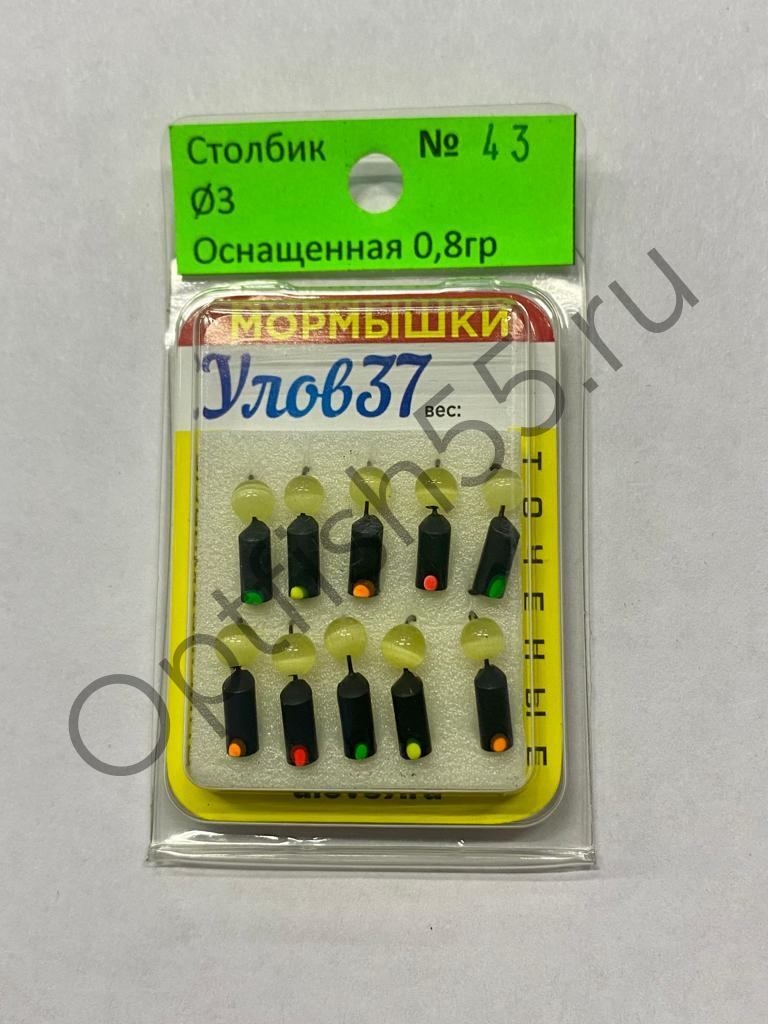 Столбик № 43
Ø3
Оснащенная 0,8гр
МОРМЫШКИ
Улов37
вес:
ТОЧЕНЫЕ
Optfish55.ru